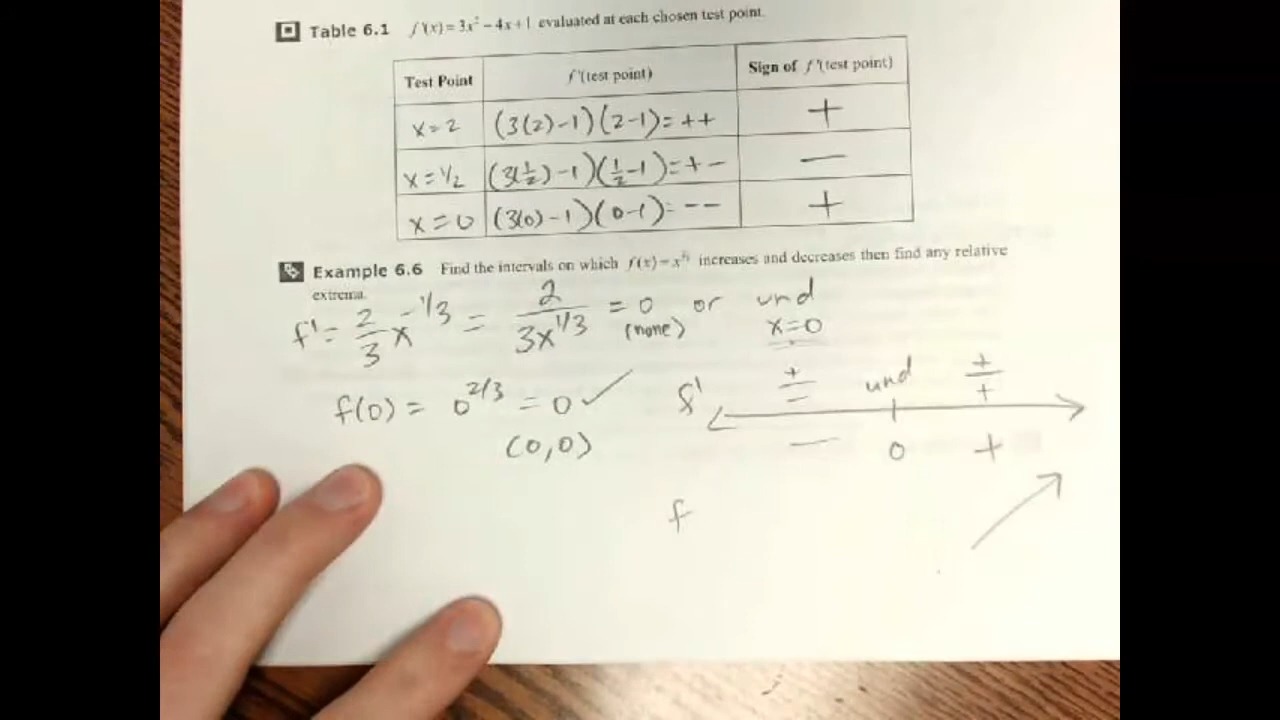 Table 6.1 f'(x) = 3x² − 4x + 1 evaluated at each chosen test point.
Test Point f'(test point) Sign of f'(test point)
x = 2 (3(2) − 1)(2 − 1) = ++ +
x = 1/2 (3(1/2) − 1)(1/2 − 1) = + − −
x = 0 (3(0) − 1)(0 − 1) = − − +
Example 6.6 Find the intervals on which f(x) = x^2/3 increases and decreases then find any relative
extrema.
f' = 2/3 x^−1/3 = 2/3x^1/3 = 0 or und
(none) x = 0
f(0) = 0^2/3 = 0 ✓
(0,0)
f' +/− und +/+
− 0 +
f